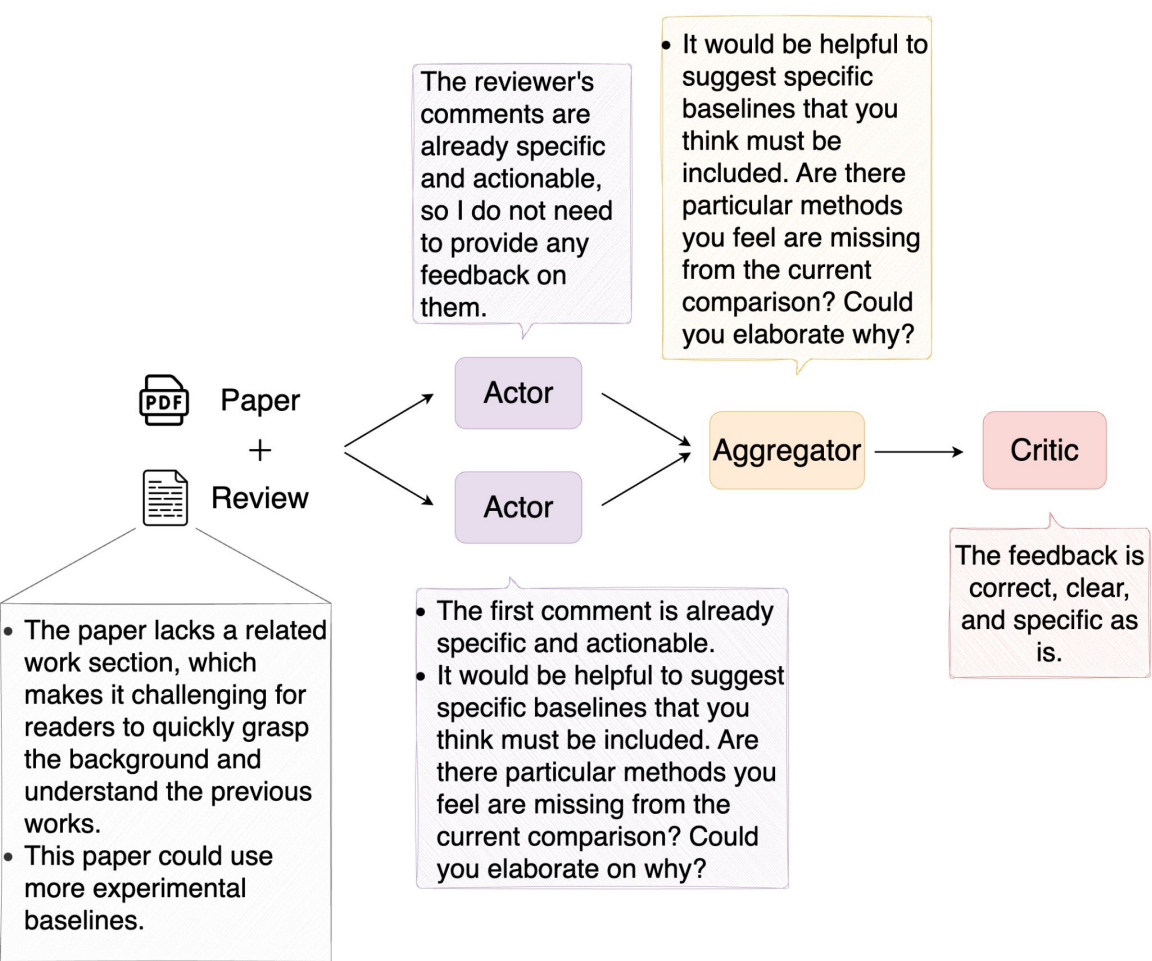 The reviewer's
comments are
already specific
and actionable,
so I do not need
to provide any
feedback on
them.
• It would be helpful to
suggest specific
baselines that you
think must be
included. Are there
particular methods
you feel are missing
from the current
comparison? Could
you elaborate why?
PDF
Paper
+
Review
Actor
Actor
Aggregator
Critic
• The paper lacks a related
work section, which
makes it challenging for
readers to quickly grasp
the background and
understand the previous
works.
• This paper could use
more experimental
baselines.
• The first comment is already
specific and actionable.
• It would be helpful to suggest
specific baselines that you
think must be included. Are
there particular methods you
feel are missing from the
current comparison? Could
you elaborate on why?
The feedback is
correct, clear,
and specific as
is.